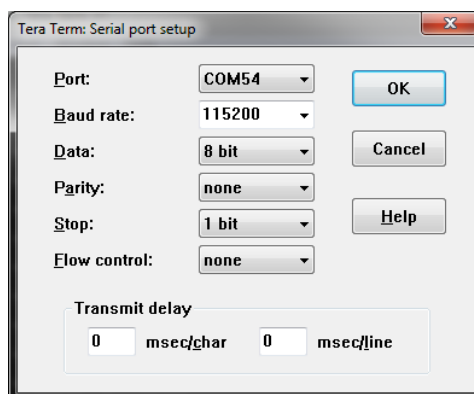 Tera Term: Serial port setup
Port: COM54 OK
Baud rate: 115200
Data: 8 bit Cancel
Parity: none
Stop: 1 bit Help
Flow control: none
Transmit delay
0 msec/char 0 msec/line